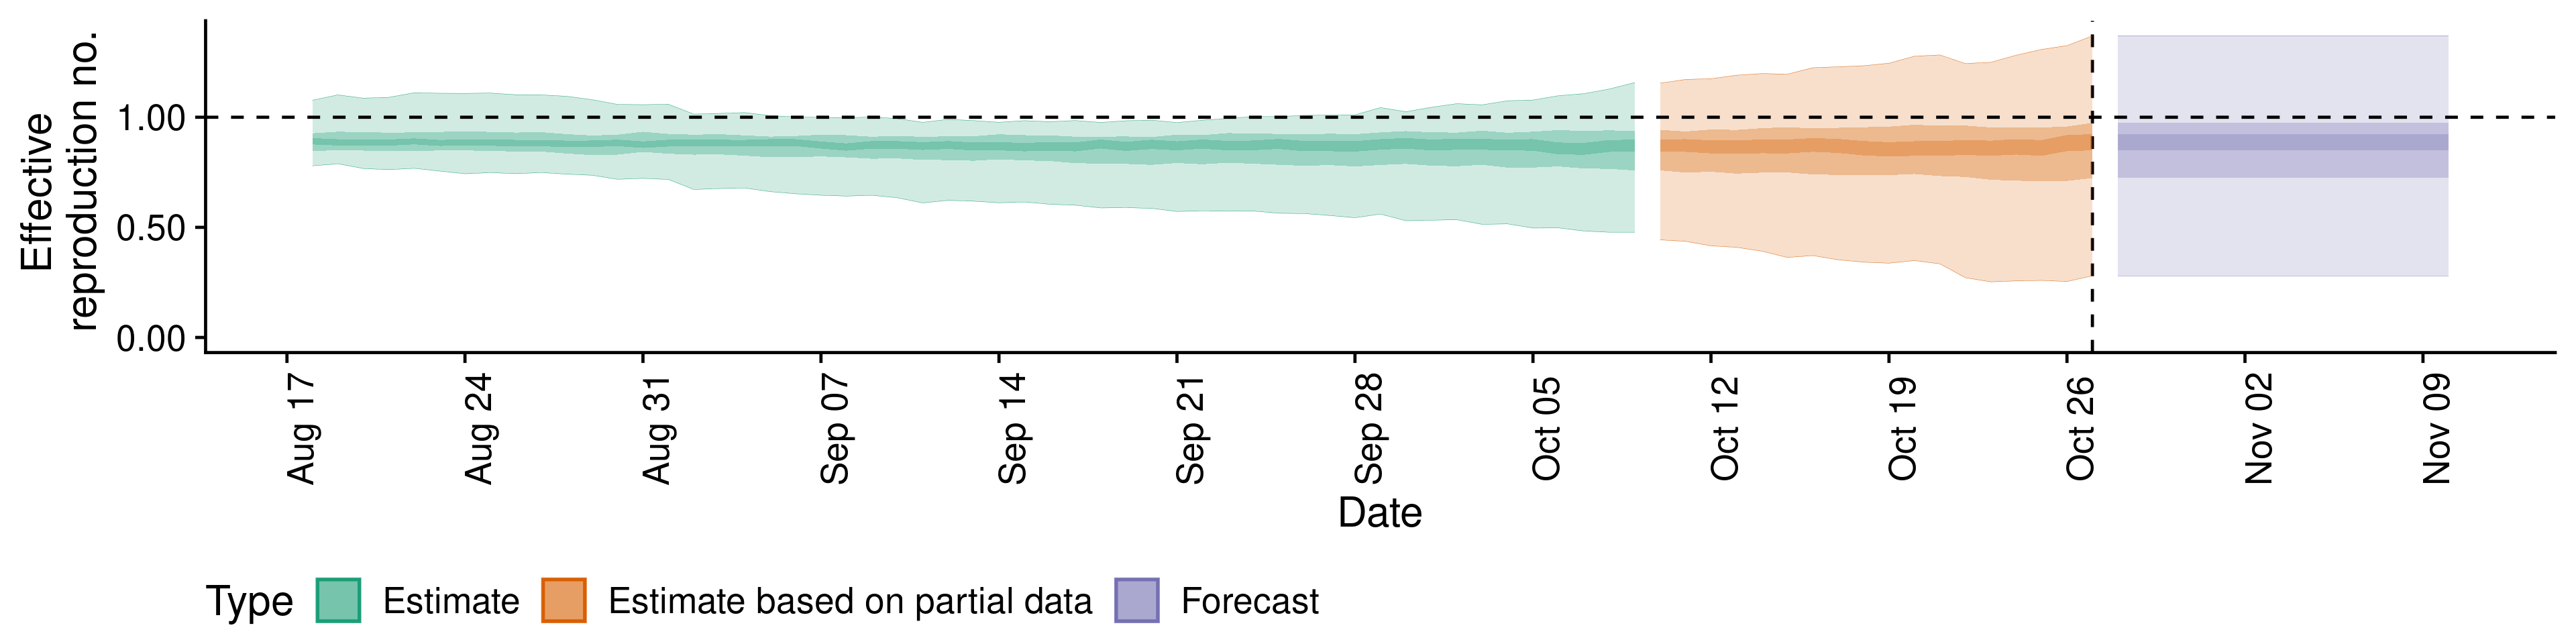 Effective
reproduction no.
1.00
0.50
0.00
Aug 17
Aug 24
Aug 31
Sep 07
Sep 14
Sep 21
Sep 28
Oct 05
Oct 12
Oct 19
Oct 26
Nov 02
Nov 09
Date
Type Estimate Estimate based on partial data Forecast